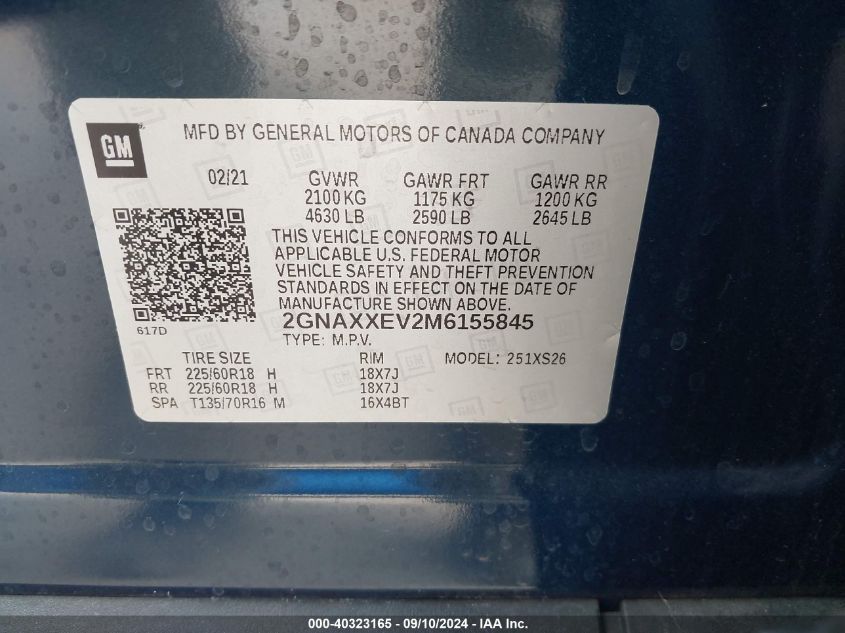 GM
MFD BY GENERAL MOTORS OF CANADA COMPANY
02/21 GVWR GAWR FRT GAWR RR
2100 KG 1175 KG 1200 KG
4630 LB 2590 LB 2645 LB
THIS VEHICLE CONFORMS TO ALL
APPLICABLE U.S. FEDERAL MOTOR
VEHICLE SAFETY AND THEFT PREVENTION
STANDARDS IN EFFECT ON THE DATE OF
MANUFACTURE SHOWN ABOVE.
617D 2GNAXXEV2M6155845
TYPE: M.P.V.
TIRE SIZE RIM MODEL: 251XS26
FRT 225/60R18 H 18X7J
RR 225/60R18 H 18X7J
SPA T135/70R16 M 16X4BT
000-40323165 - 09/10/2024 - IAA Inc.